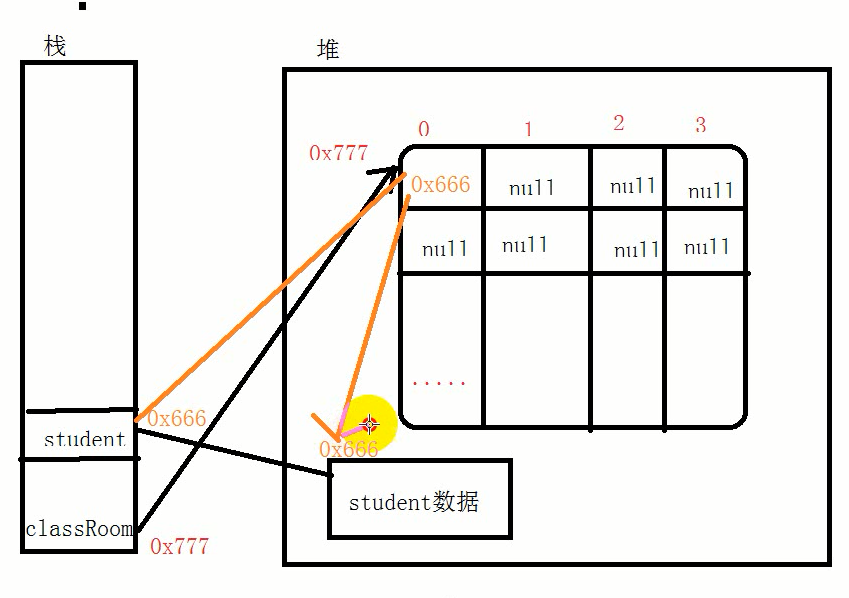 栈
堆
0 1 2 3
0x777
0x666 null null null
null null null null
.....
0x666
student
0x666
student数据
classRoom
0x777